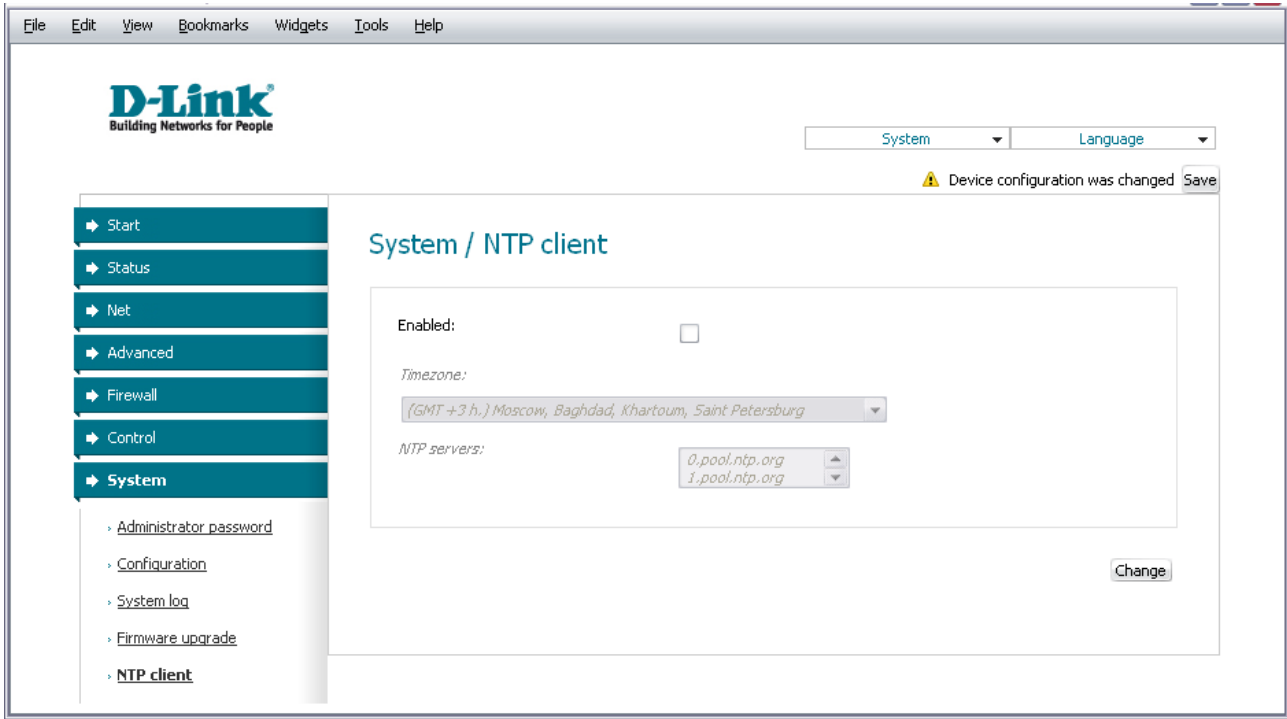 File Edit View Bookmarks Widgets Tools Help
D-Link
Building Networks for People
System Language
Device configuration was changed Save
Start
Status
Net
Advanced
Firewall
Control
System
Administrator password
Configuration
System log
Firmware upgrade
NTP client
System / NTP client
Enabled:
Timezone:
(GMT +3 h.) Moscow, Baghdad, Khartoum, Saint Petersburg
NTP servers:
0.pool.ntp.org
1.pool.ntp.org
Change